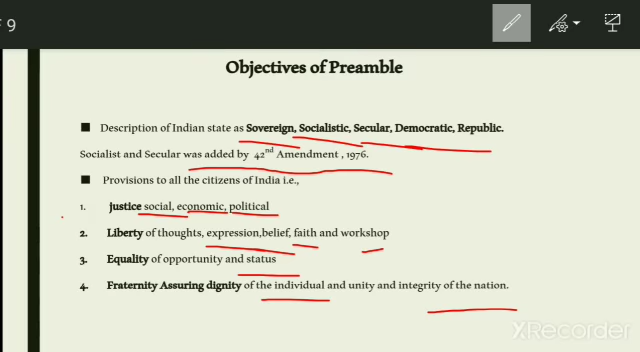 9
Objectives of Preamble
■ Description of Indian state as Sovereign, Socialistic, Secular, Democratic, Republic.
Socialist and Secular was added by 42nd Amendment , 1976.
■ Provisions to all the citizens of India i.e.,
1. justice social, economic, political
2. Liberty of thoughts, expression,belief, faith and workshop
3. Equality of opportunity and status
4. Fraternity Assuring dignity of the individual and unity and integrity of the nation.
XRecorder